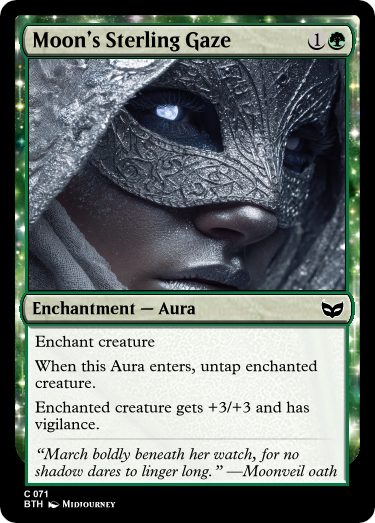 Moon's Sterling Gaze 1
Enchantment — Aura
Enchant creature
When this Aura enters, untap enchanted
creature.
Enchanted creature gets +3/+3 and has
vigilance.
"March boldly beneath her watch, for no
shadow dares to linger long." —Moonveil oath
C 071
BTH Midjourney